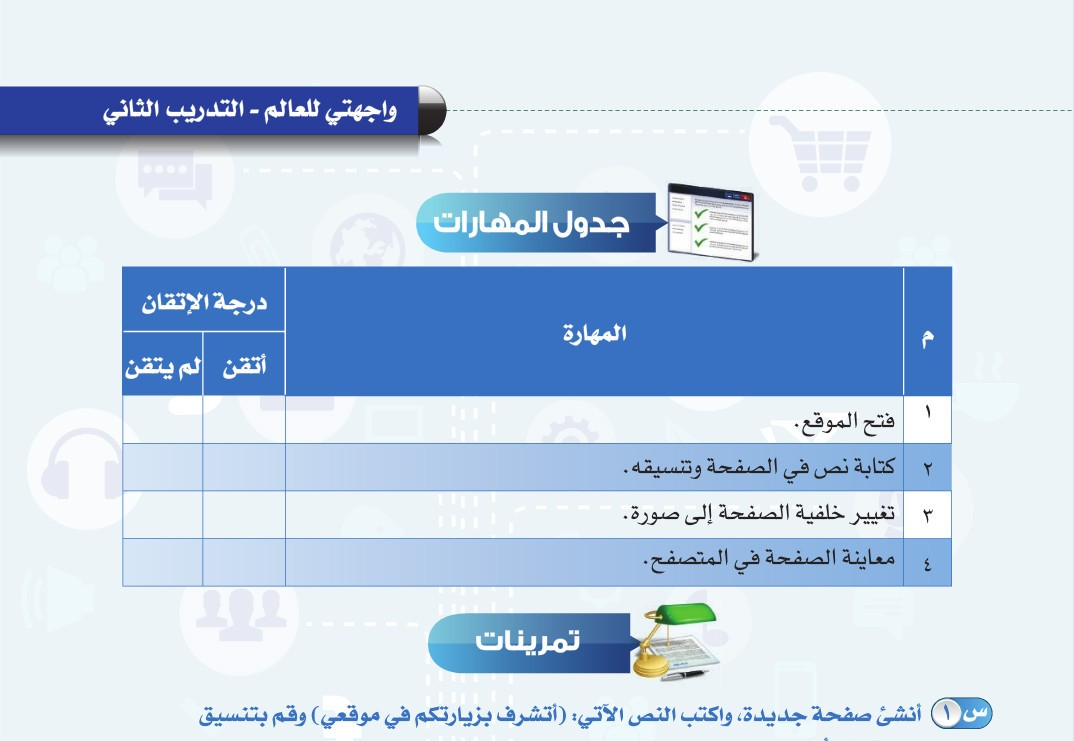 واجهتي للعالم - التدريب الثاني
جدول المهارات
م المهارة درجة الإتقان
أتقن لم يتقن
١ فتح الموقع.
٢ كتابة نص في الصفحة وتنسيقه.
٣ تغيير خلفية الصفحة إلى صورة.
٤ معاينة الصفحة في المتصفح.
تمرينات
س١ أنشئ صفحة جديدة، واكتب النص الآتي: (أتشرف بزيارتكم في موقعي) وقم بتنسيق